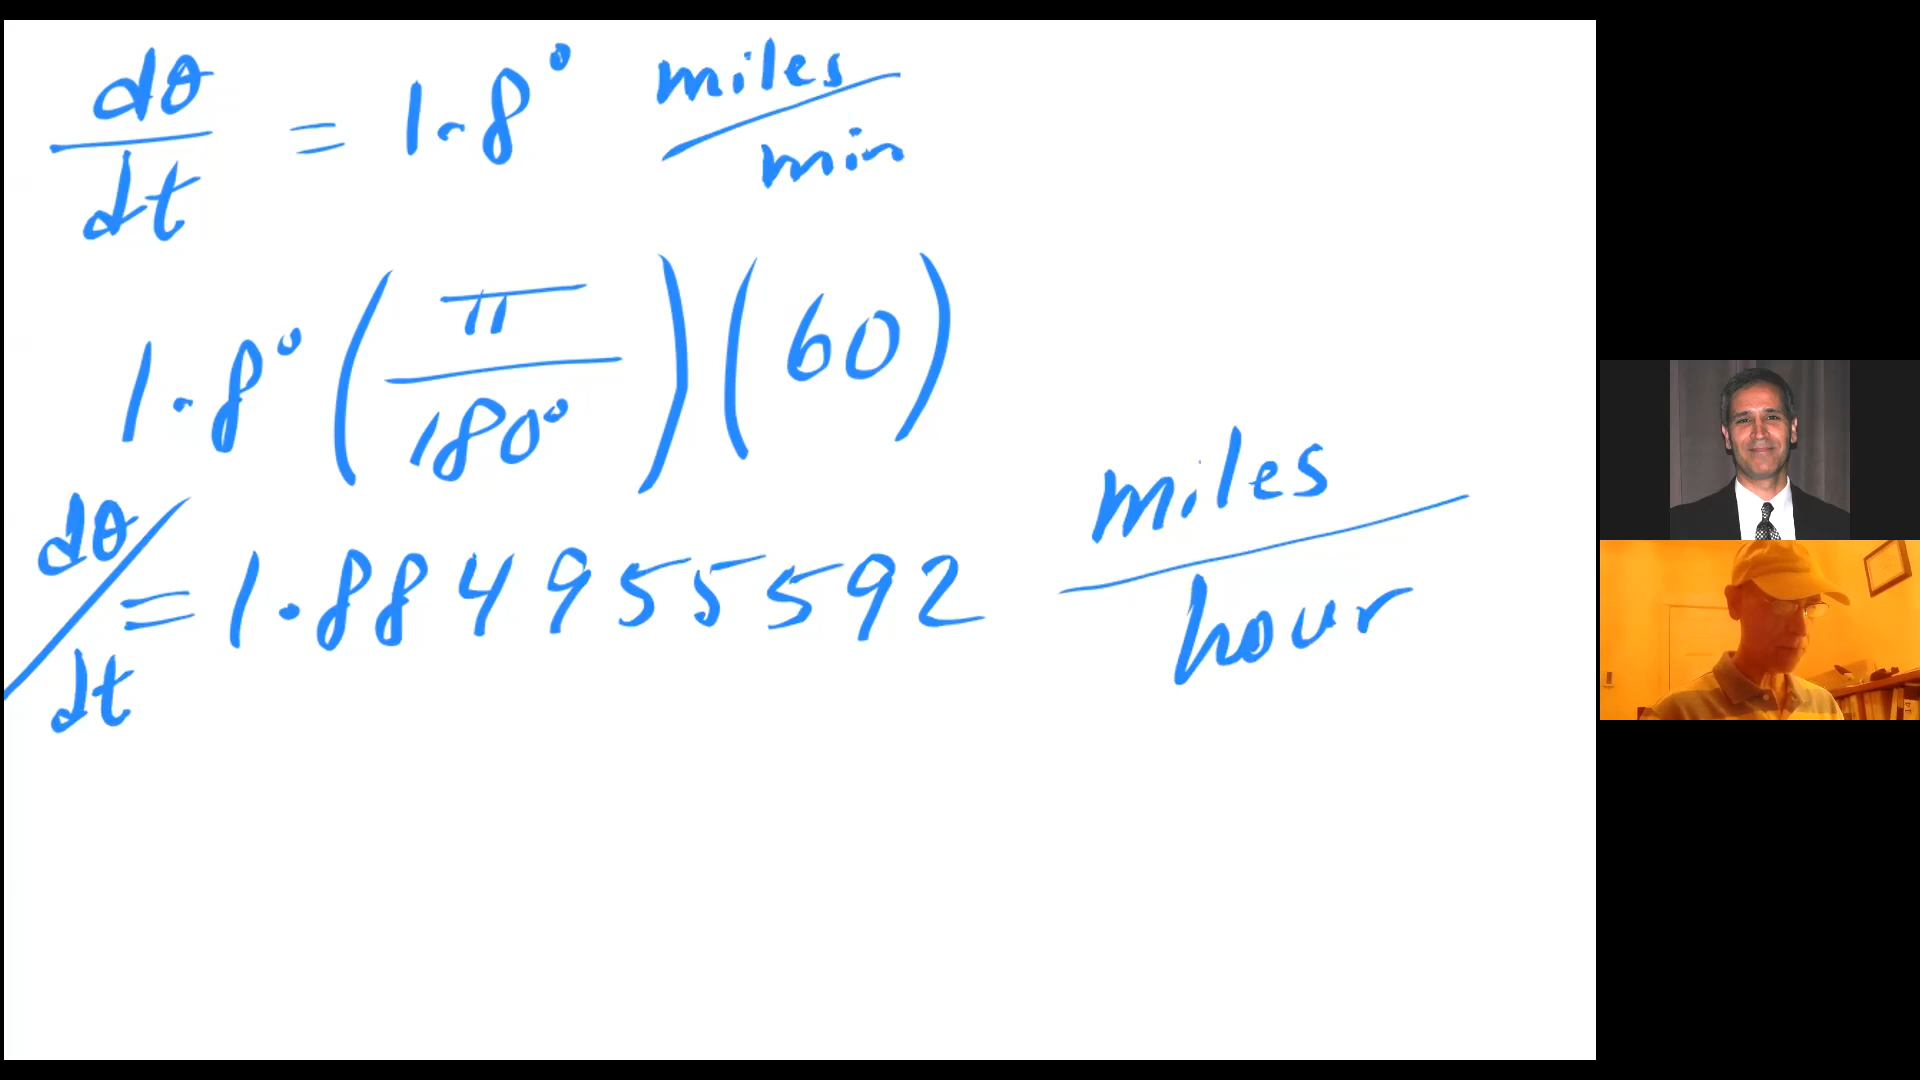 dθ/dt = 1.8° miles/min
1.8° (π/180°)(60)
dθ/dt = 1.884955592 miles/hour